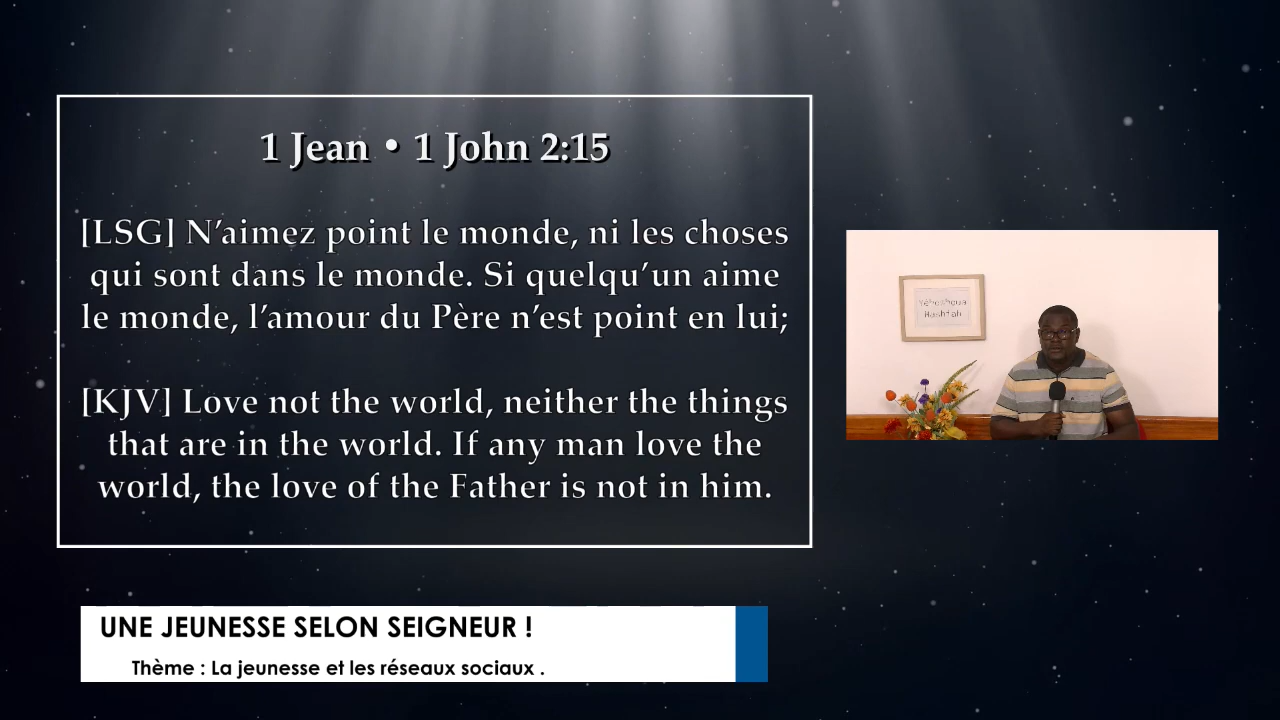 1 Jean • 1 John 2:15
[LSG] N’aimez point le monde, ni les choses
qui sont dans le monde. Si quelqu’un aime
le monde, l’amour du Père n’est point en lui;
[KJV] Love not the world, neither the things
that are in the world. If any man love the
world, the love of the Father is not in him.
UNE JEUNESSE SELON SEIGNEUR !
Thème : La jeunesse et les réseaux sociaux .